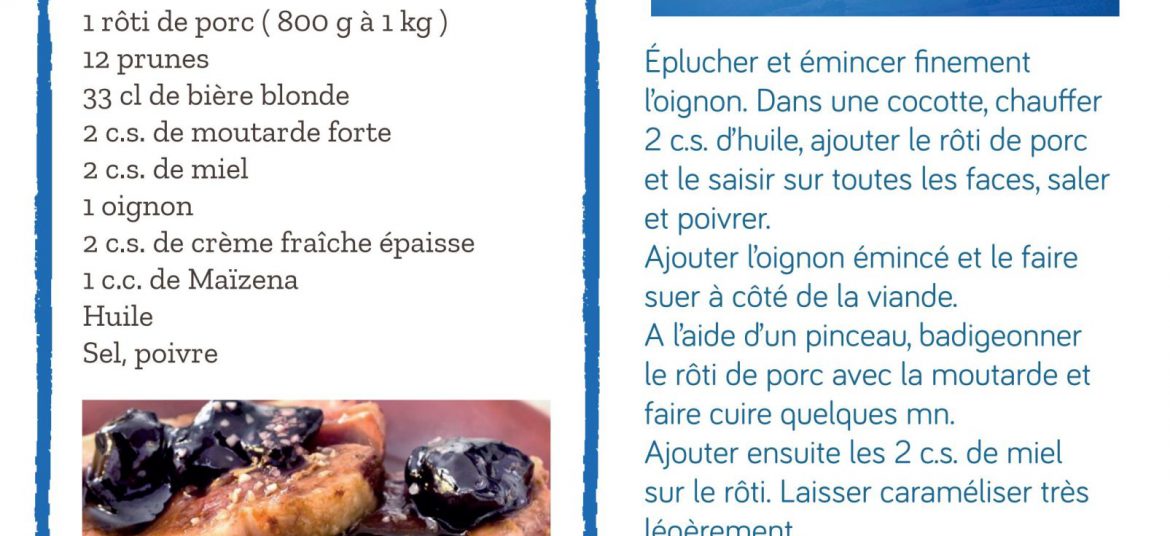 1 rôti de porc ( 800 g à 1 kg )
12 prunes
33 cl de bière blonde
2 c.s. de moutarde forte
2 c.s. de miel
1 oignon
2 c.s. de crème fraîche épaisse
1 c.c. de Maïzena
Huile
Sel, poivre
Éplucher et émincer finement
l’oignon. Dans une cocotte, chauffer
2 c.s. d’huile, ajouter le rôti de porc
et le saisir sur toutes les faces, saler
et poivrer.
Ajouter l’oignon émincé et le faire
suer à côté de la viande.
A l’aide d’un pinceau, badigeonner
le rôti de porc avec la moutarde et
faire cuire quelques mn.
Ajouter ensuite les 2 c.s. de miel
sur le rôti. Laisser caraméliser très
légèrement